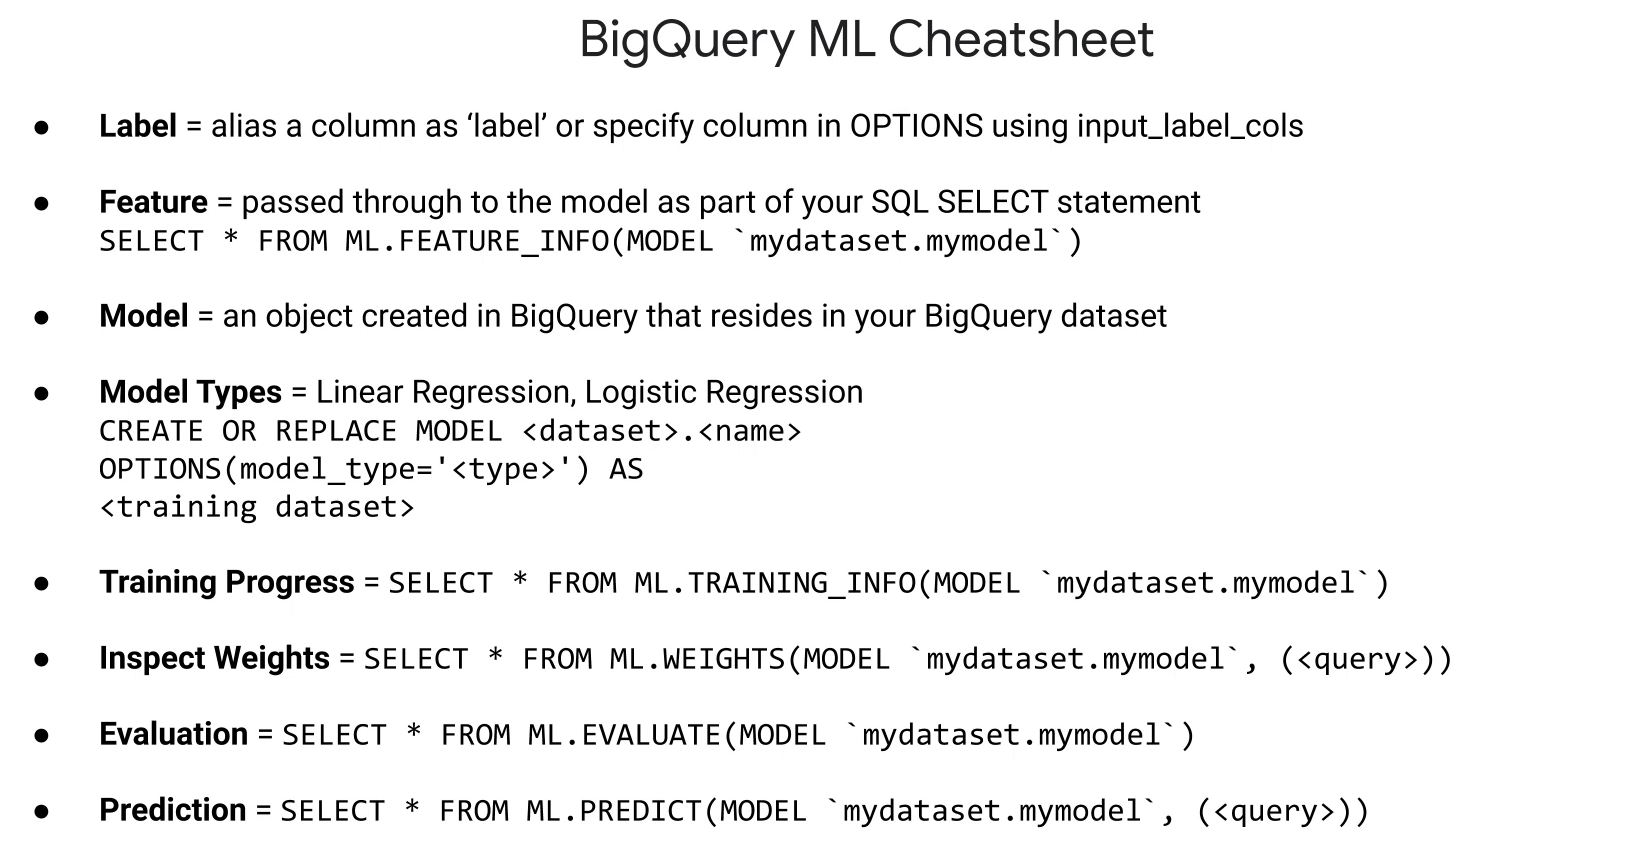 BigQuery ML Cheatsheet
● Label = alias a column as ‘label’ or specify column in OPTIONS using input_label_cols
● Feature = passed through to the model as part of your SQL SELECT statement
SELECT * FROM ML.FEATURE_INFO(MODEL `mydataset.mymodel`)
● Model = an object created in BigQuery that resides in your BigQuery dataset
● Model Types = Linear Regression, Logistic Regression
CREATE OR REPLACE MODEL <dataset>.<name>
OPTIONS(model_type='<type>') AS
<training dataset>
● Training Progress = SELECT * FROM ML.TRAINING_INFO(MODEL `mydataset.mymodel`)
● Inspect Weights = SELECT * FROM ML.WEIGHTS(MODEL `mydataset.mymodel`, (<query>))
● Evaluation = SELECT * FROM ML.EVALUATE(MODEL `mydataset.mymodel`)
● Prediction = SELECT * FROM ML.PREDICT(MODEL `mydataset.mymodel`, (<query>))